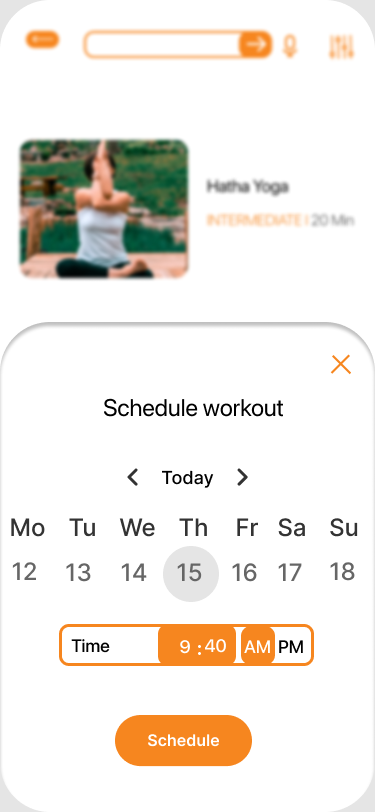 Hatha Yoga
INTERMEDIATE | 20 Min
Schedule workout
Today
Mo Tu We Th Fr Sa Su
12 13 14 15 16 17 18
Time 9 : 40 AM PM
Schedule